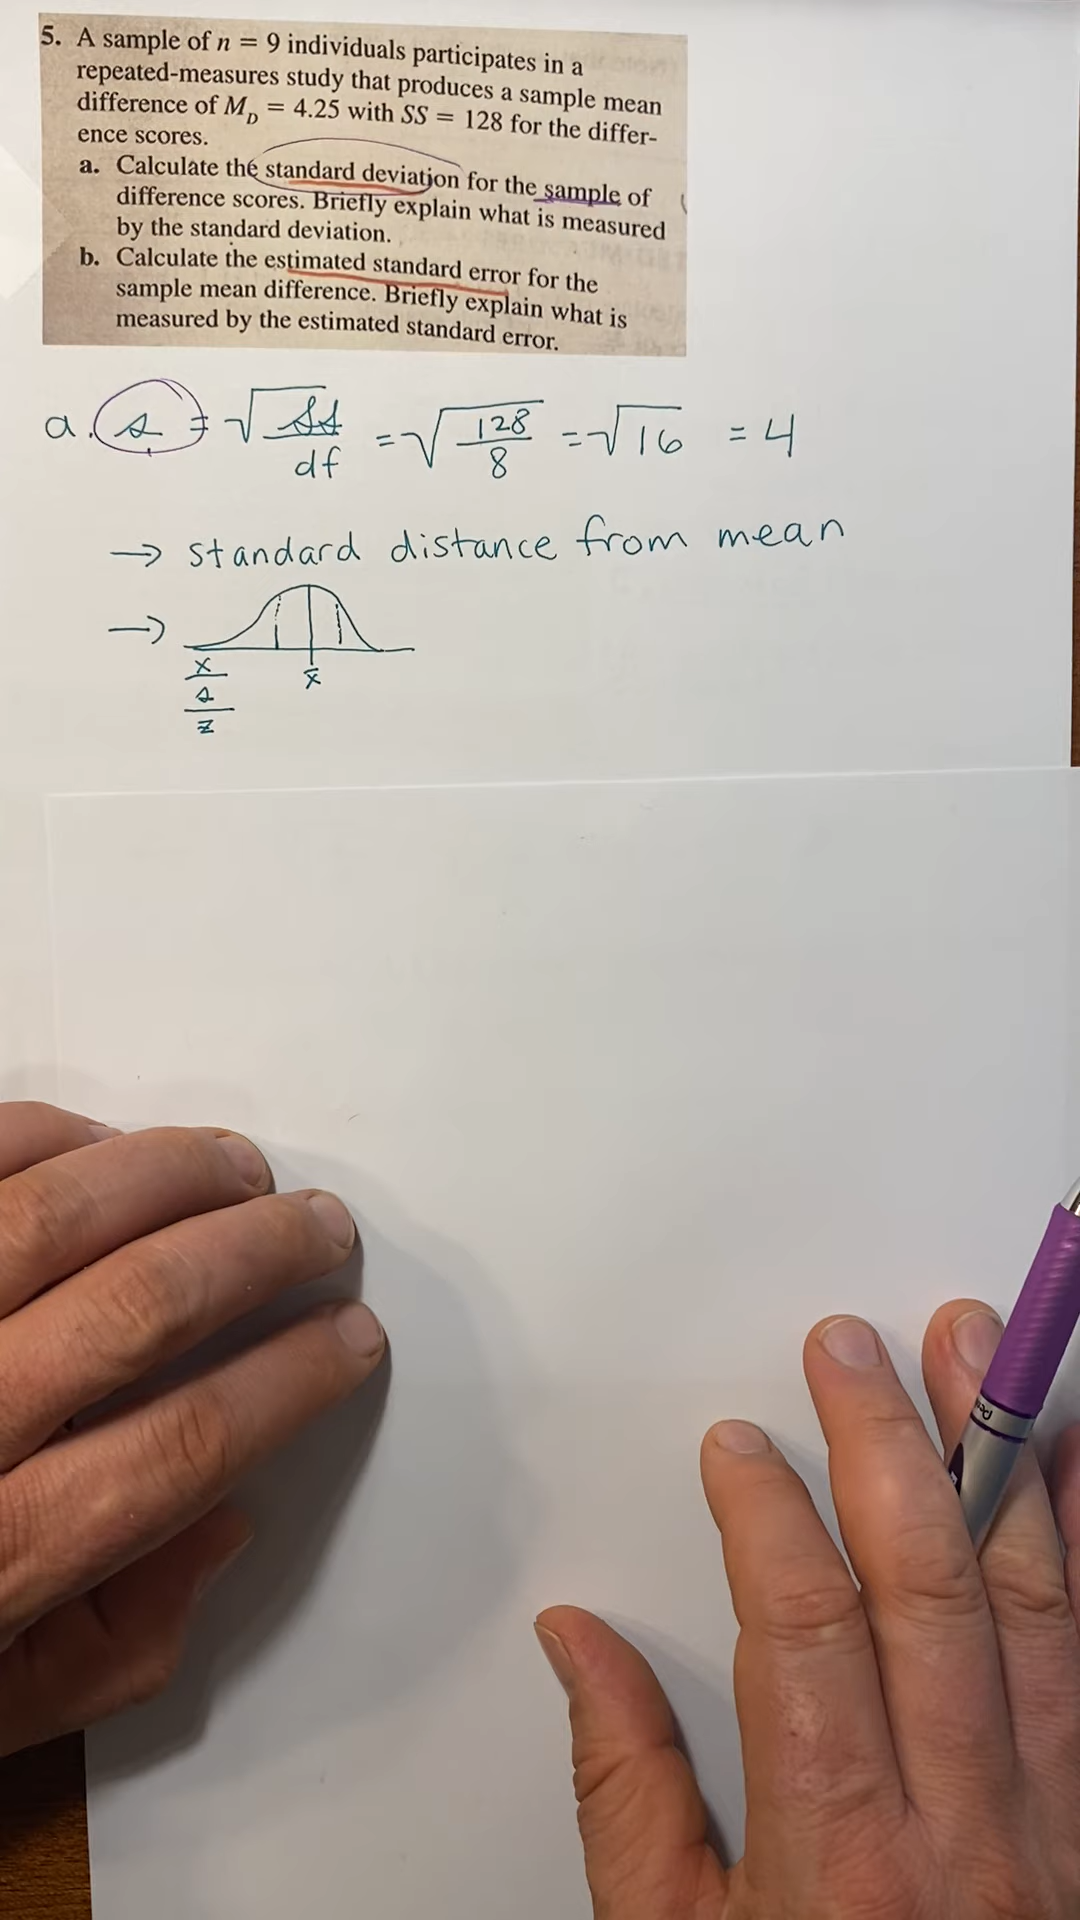 5. A sample of n = 9 individuals participates in a
repeated-measures study that produces a sample mean
difference of M_D = 4.25 with SS = 128 for the differ-
ence scores.
a. Calculate the standard deviation for the sample of
difference scores. Briefly explain what is measured
by the standard deviation.
b. Calculate the estimated standard error for the
sample mean difference. Briefly explain what is
measured by the estimated standard error.
a. s = √(SS/df) = √(128/8) = √16 = 4
→ standard distance from mean
→
x x̄
s
z